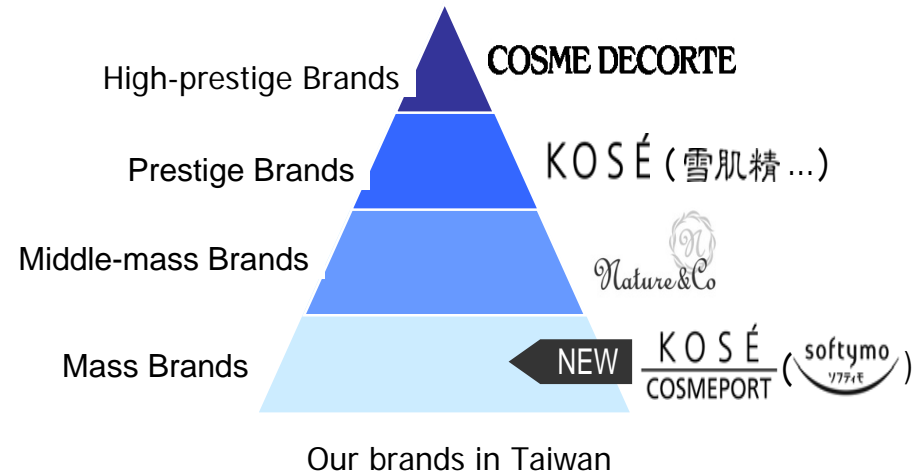 High-prestige Brands
COSME DECORTE
Prestige Brands
KOSÉ (雪肌精...)
Middle-mass Brands
N
Nature&Co
Mass Brands
NEW
KOSÉ
COSMEPORT
(softymo
ソフティモ)
Our brands in Taiwan